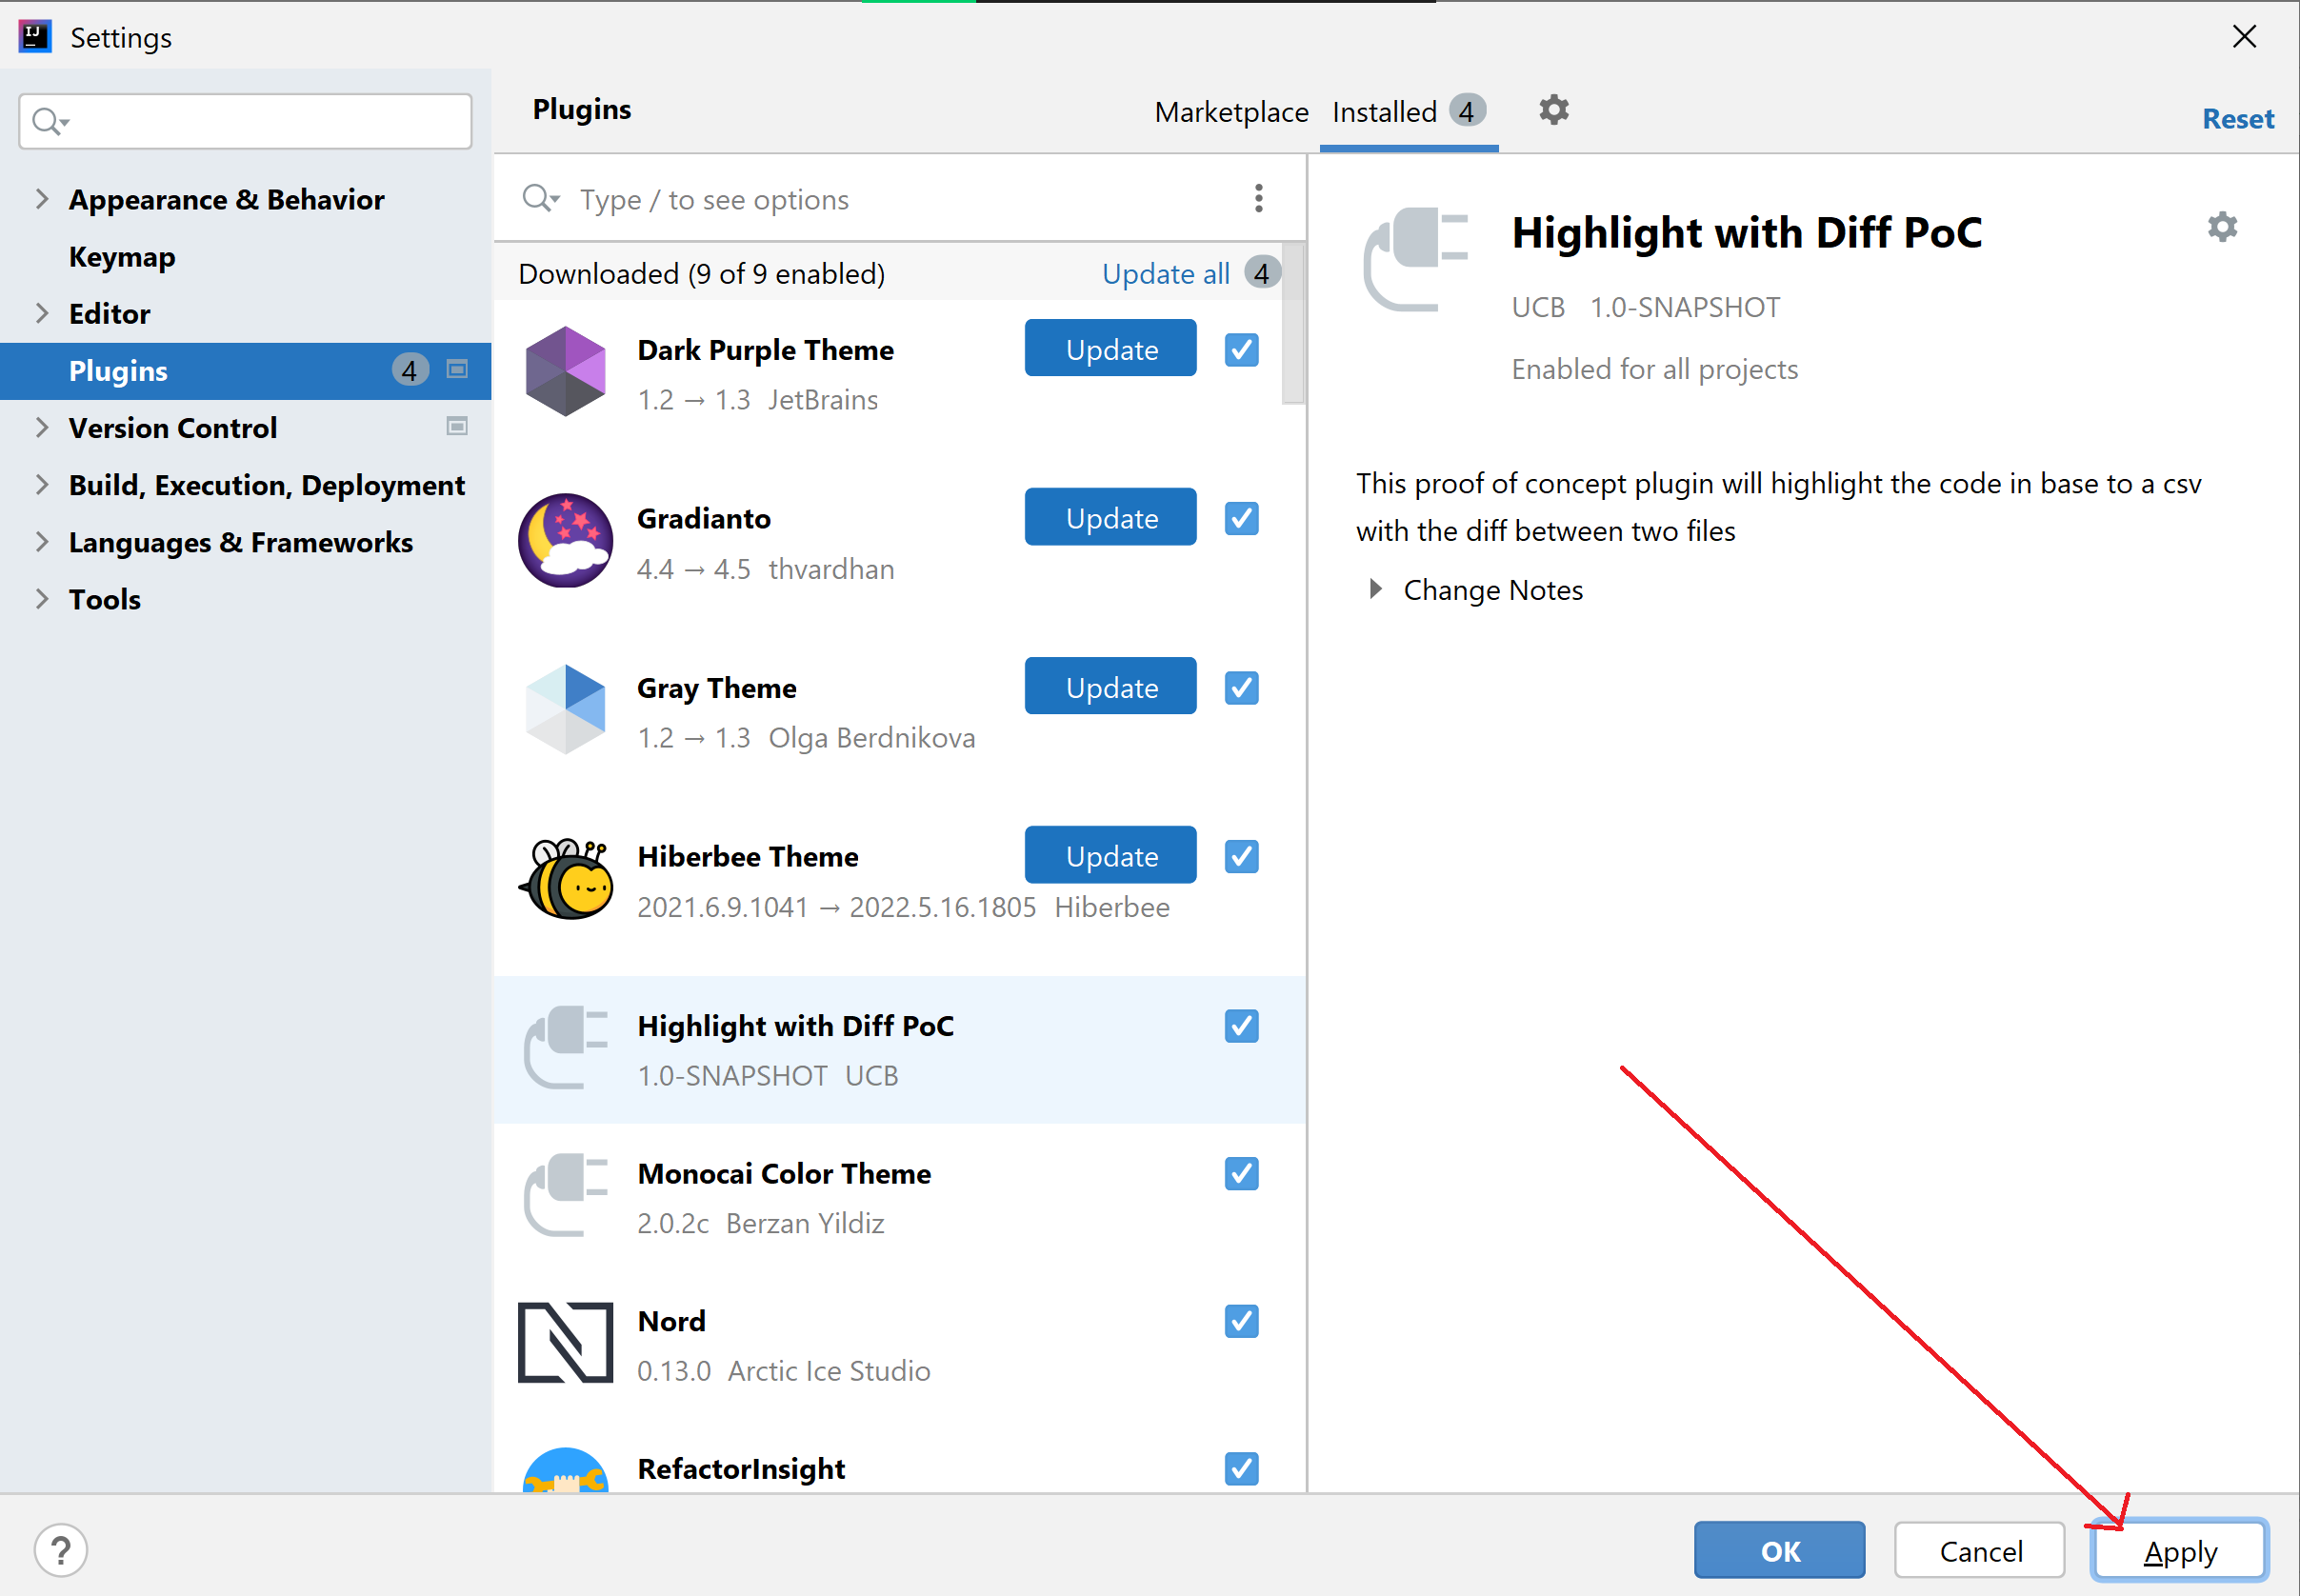 Settings
Plugins
Marketplace Installed 4
Reset
Appearance & Behavior
Keymap
Editor
Plugins 4
Version Control
Build, Execution, Deployment
Languages & Frameworks
Tools
Type / to see options
Downloaded (9 of 9 enabled) Update all 4
Dark Purple Theme Update
1.2 → 1.3 JetBrains
Gradianto Update
4.4 → 4.5 thvardhan
Gray Theme Update
1.2 → 1.3 Olga Berdnikova
Hiberbee Theme Update
2021.6.9.1041 → 2022.5.16.1805 Hiberbee
Highlight with Diff PoC
1.0-SNAPSHOT UCB
Monocai Color Theme
2.0.2c Berzan Yildiz
Nord
0.13.0 Arctic Ice Studio
RefactorInsight
Highlight with Diff PoC
UCB 1.0-SNAPSHOT
Enabled for all projects
This proof of concept plugin will highlight the code in base to a csv
with the diff between two files
Change Notes
? OK Cancel Apply
IJ